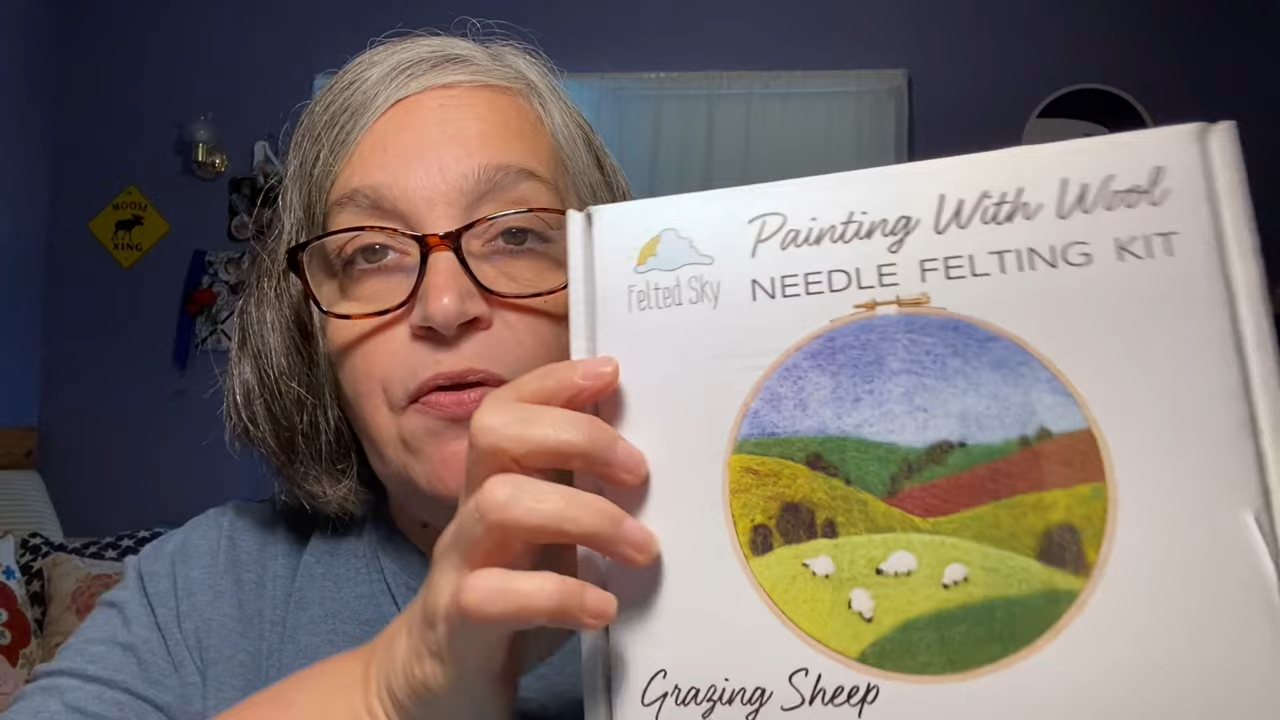 MOOSE
XING
Painting With Wool
Felted Sky
NEEDLE FELTING KIT
Grazing Sheep